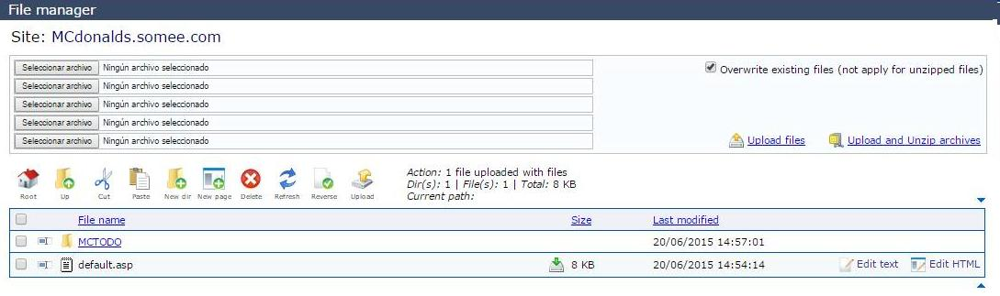 File manager
Site: MCdonalds.somee.com
Seleccionar archivo Ningún archivo seleccionado
Overwrite existing files (not apply for unzipped files)
Seleccionar archivo Ningún archivo seleccionado
Seleccionar archivo Ningún archivo seleccionado
Seleccionar archivo Ningún archivo seleccionado
Seleccionar archivo Ningún archivo seleccionado
Upload files Upload and Unzip archives
Root Up Cut Paste New dir New page Delete Refresh Reverse Upload
Action: 1 file uploaded with files
Dir(s): 1 | File(s): 1 | Total: 8 KB
Current path:
File name Size Last modified
MCTODO 20/06/2015 14:57:01
default.asp 8 KB 20/06/2015 14:54:14 Edit text Edit HTML